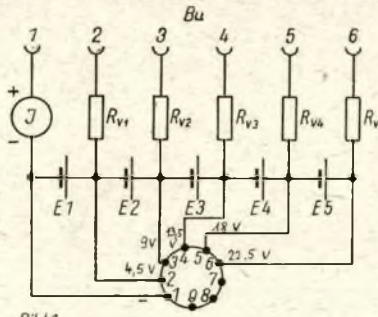 Bu
1 2 3 4 5 6
+
J RV1 RV2 RV3 RV4 RV
-
E1 E2 E3 E4 E5
9V 13,5 V 18 V
4,5 V 22,5 V
- 1 2 3 4 5 6 7 8 9